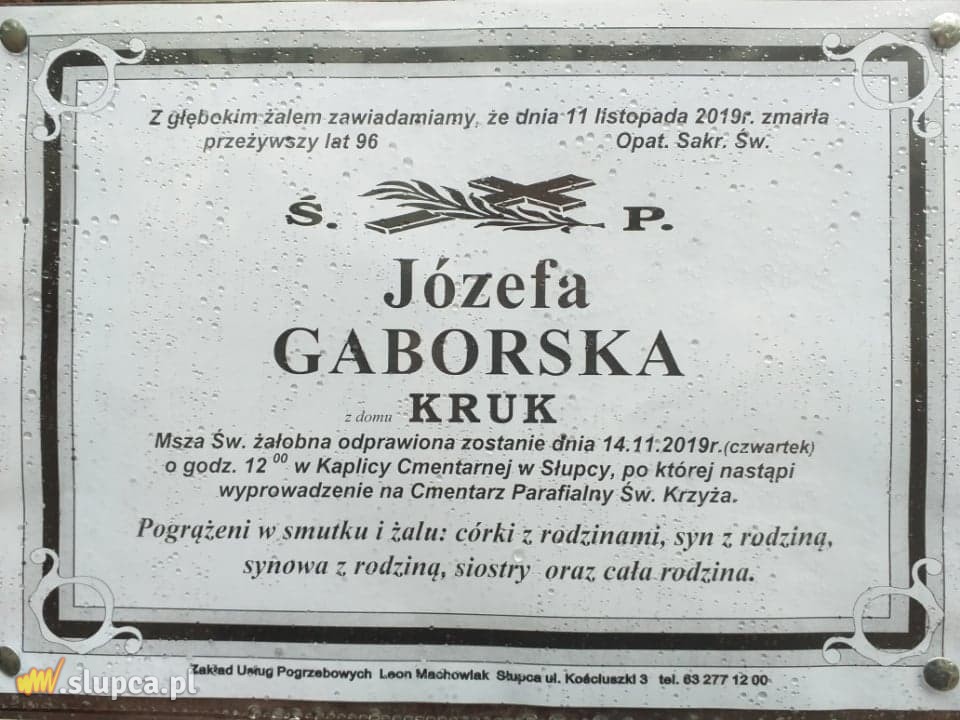 Z głębokim żalem zawiadamiamy, że dnia 11 listopada 2019r. zmarła
przeżywszy lat 96 Opat. Sakr. Św.
Ś. P.
Józefa
GABORSKA
z domu KRUK
Msza Św. żałobna odprawiona zostanie dnia 14.11.2019r.(czwartek)
o godz. 12 00 w Kaplicy Cmentarnej w Słupcy, po której nastąpi
wyprowadzenie na Cmentarz Parafialny Św. Krzyża.
Pogrążeni w smutku i żalu: córki z rodzinami, syn z rodziną,
synowa z rodziną, siostry oraz cała rodzina.
Zakład Usług Pogrzebowych Leon Machowiak Słupca ul. Kościuszki 3 tel. 63 277 12 00
www.slupca.pl